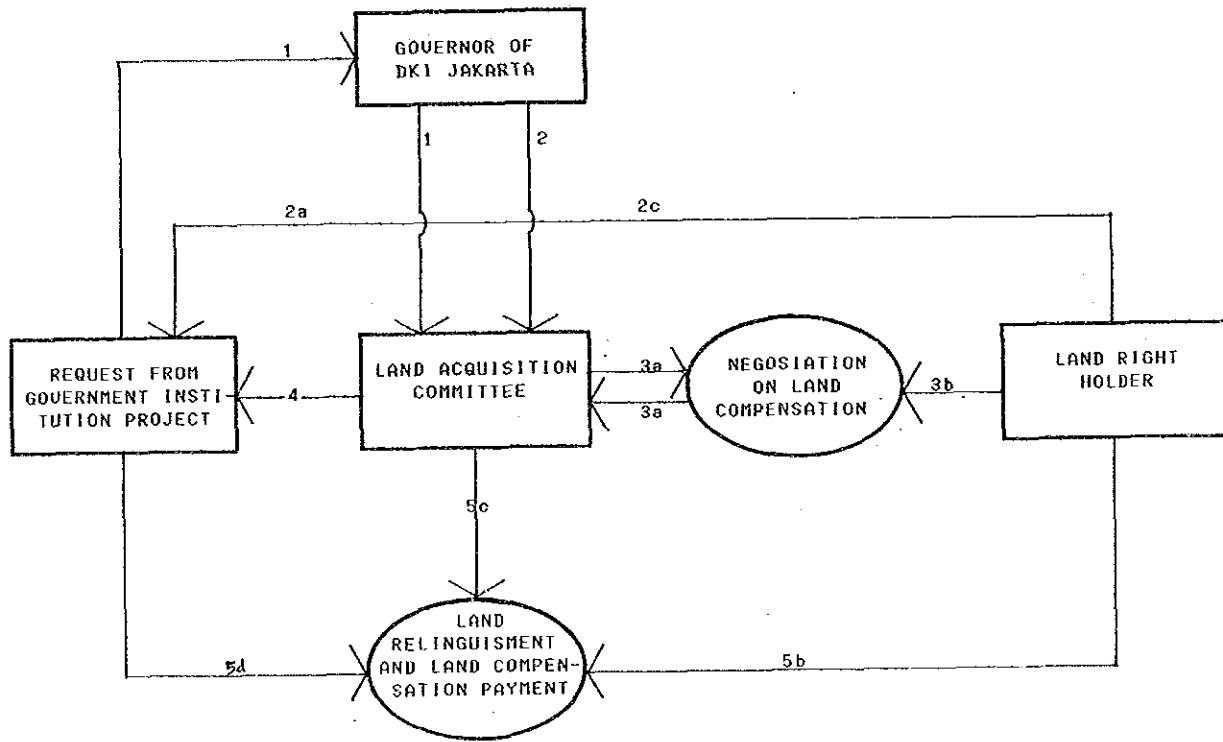 GOVERNOR OF
DKI JAKARTA
1
1
2
2a
2c
REQUEST FROM
GOVERNMENT INSTI-
TUTION PROJECT
4
LAND ACQUISITION
COMMITTEE
3a
3a
NEGOSIATION
ON LAND
COMPENSATION
3b
LAND RIGHT
HOLDER
5c
LAND
RELINGUISMENT
AND LAND COMPEN-
SATION PAYMENT
5d
5b